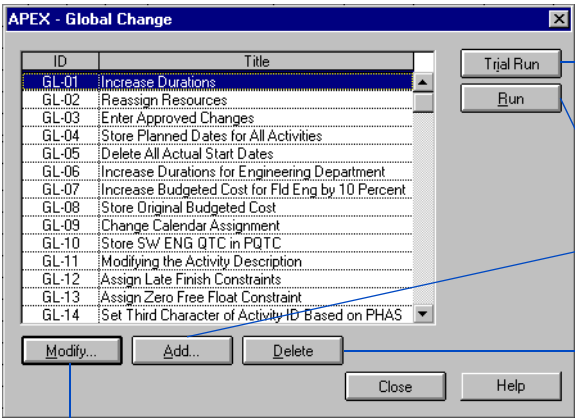 APEX - Global Change
ID Title
GL-01 Increase Durations
GL-02 Reassign Resources
GL-03 Enter Approved Changes
GL-04 Store Planned Dates for All Activities
GL-05 Delete All Actual Start Dates
GL-06 Increase Durations for Engineering Department
GL-07 Increase Budgeted Cost for Fld Eng by 10 Percent
GL-08 Store Original Budgeted Cost
GL-09 Change Calendar Assignment
GL-10 Store SW ENG QTC in PQTC
GL-11 Modifying the Activity Description
GL-12 Assign Late Finish Constraints
GL-13 Assign Zero Free Float Constraint
GL-14 Set Third Character of Activity ID Based on PHAS
Trial Run
Run
Modify... Add... Delete
Close Help